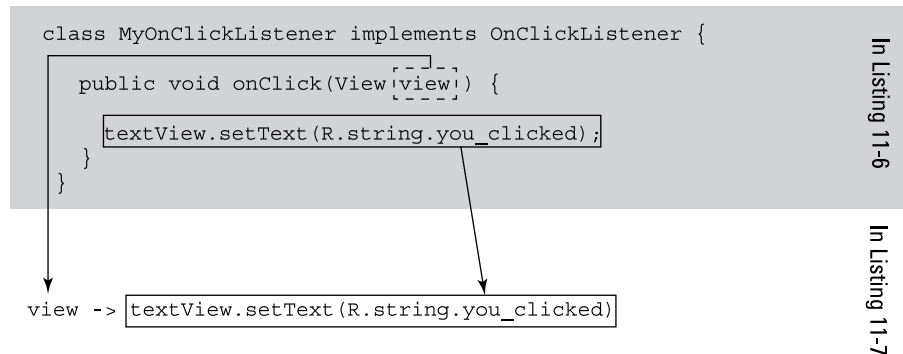 class MyOnClickListener implements OnClickListener {
public void onClick(View view) {
textView.setText(R.string.you_clicked);
}
}
In Listing 11-6
view -> textView.setText(R.string.you_clicked)
In Listing 11-7